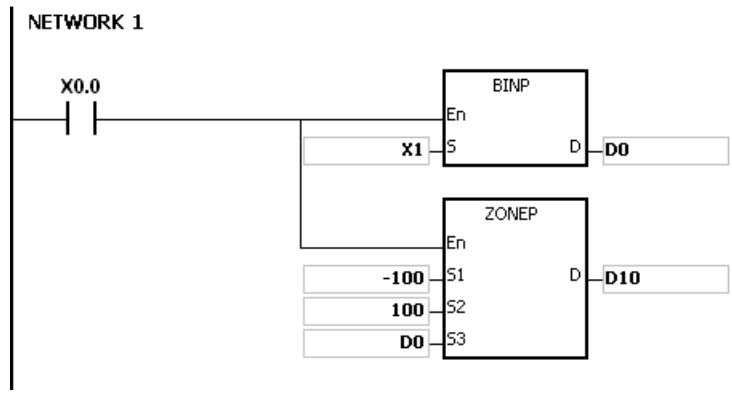 NETWORK 1
X0.0
BINP
En
X1 S D D0
ZONEP
En
-100 S1 D D10
100 S2
D0 S3